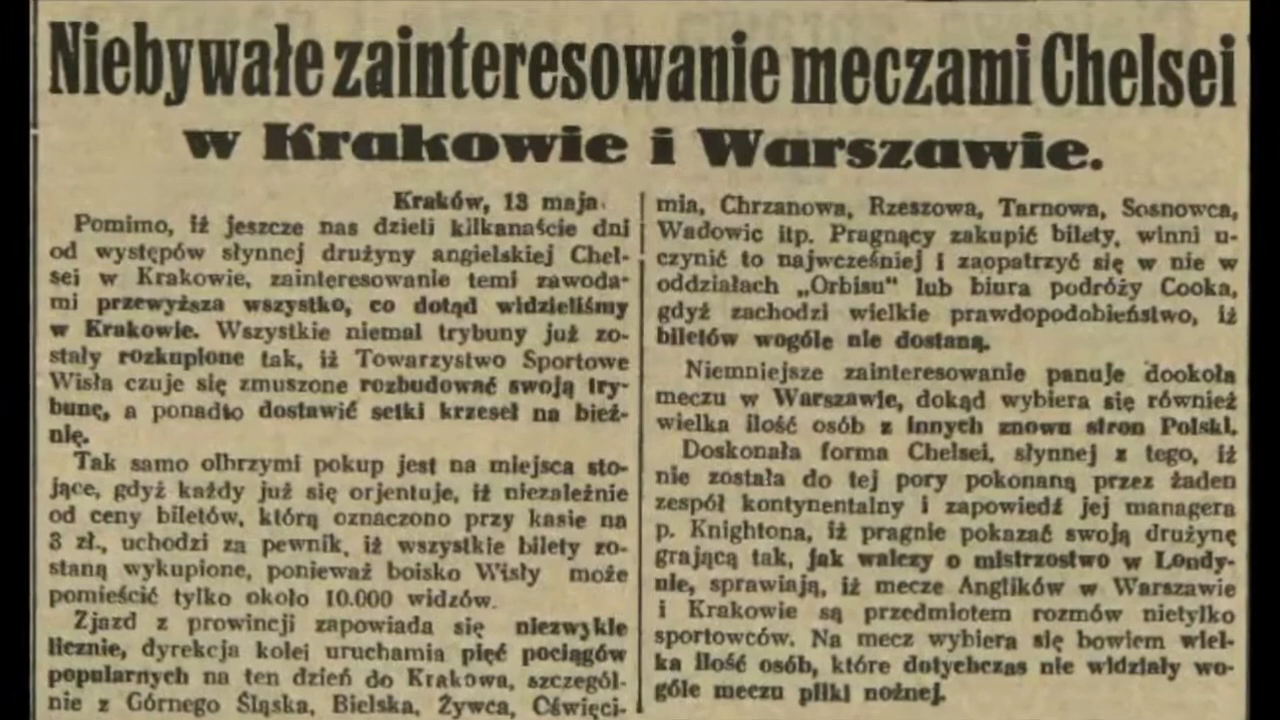 Niebywałe zainteresowanie meczami Chelsei
w Krakowie i Warszawie.
Kraków, 13 maja.
Pomimo, iż jeszcze nas dzieli kilkanaście dni
od występów słynnej drużyny angielskiej Chel-
sei w Krakowie, zainteresowanie temi zawoda-
mi przewyższa wszystko, co dotąd widzieliśmy
w Krakowie. Wszystkie niemal trybuny już zo-
stały rozkupione tak, iż Towarzystwo Sportowe
Wisła czuje się zmuszone rozbudować swoją try-
bunę, a ponadto dostawić setki krzeseł na bież-
nię.
Tak samo olbrzymi pokup jest na miejsca sto-
jące, gdyż każdy już się orjentuje, iż niezależnie
od ceny biletów, którą oznaczono przy kasie na
3 zł., uchodzi za pewnik, iż wszystkie bilety zo-
staną wykupione, ponieważ boisko Wisły może
pomieścić tylko około 10.000 widzów.
Zjazd z prowincji zapowiada się niezwykle
licznie, dyrekcja kolei uruchamia pięć pociągów
popularnych na ten dzień do Krakowa, szczegól-
nie z Górnego Śląska, Bielska, Żywca, Oświęci-
mia, Chrzanowa, Rzeszowa, Tarnowa, Sosnowca,
Wadowic itp. Pragnący zakupić bilety, winni u-
czynić to najwcześniej i zaopatrzyć się w nie w
oddziałach „Orbisu" lub biura podróży Cooka,
gdyż zachodzi wielkie prawdopodobieństwo, iż
biletów wogóle nie dostaną.
Niemniejsze zainteresowanie panuje dookoła
meczu w Warszawie, dokąd wybiera się również
wielka ilość osób z innych znowu stron Polski.
Doskonała forma Chelsei, słynnej z tego, iż
nie została do tej pory pokonaną przez żaden
zespół kontynentalny i zapowiedź jej managera
p. Knightona, iż pragnie pokazać swoją drużynę
grającą tak, jak walczy o mistrzostwo w Londy-
nie, sprawiają, iż mecze Anglików w Warszawie
i Krakowie są przedmiotem rozmów nietylko
sportowców. Na mecz wybiera się bowiem wiel-
ka ilość osób, które dotychczas nie widziały wo-
góle meczu piłki nożnej.